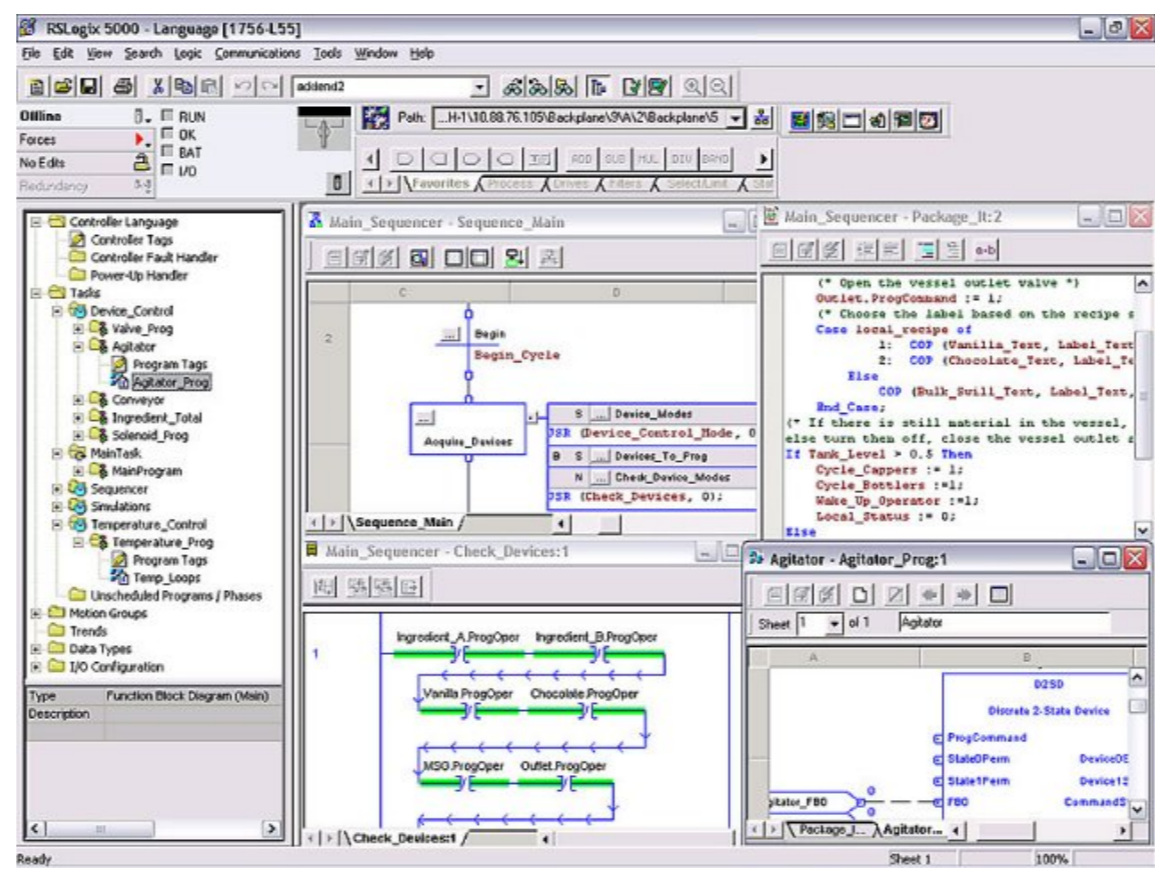 RSLogix 5000 - Language [1756-L55]
File Edit View Search Logic Communications Tools Window Help
addend2
Offline
RUN
Path: ...H-1\10.88.76.105\Backplane\9\A\2\Backplane\5
Forces
OK
No Edits
BAT
I/O
ADD SUB MUL DIV BAND
Redundancy
Favorites Process Drives Filters Select/Limit Stat
Controller Language
Controller Tags
Controller Fault Handler
Power-Up Handler
Tasks
Device_Control
Valve_Prog
Agitator
Program Tags
Agitator_Prog
Conveyor
Ingredient_Total
Solenoid_Prog
MainTask
MainProgram
Sequencer
Simulations
Temperature_Control
Temperature_Prog
Program Tags
Temp_Loops
Unscheduled Programs / Phases
Motion Groups
Trends
Data Types
I/O Configuration
Type Function Block Diagram (Main)
Description
Main_Sequencer - Sequence_Main
C D
2
Begin
Begin_Cycle
Acquire_Devices
S ... Device_Modes
JSR (Device_Control_Mode, 0
B S ... Devices_To_Prog
N ... Check_Device_Modes
JSR (Check_Devices, 0);
Sequence_Main
Main_Sequencer - Package_It:2
a-b
(* Open the vessel outlet valve *)
Outlet.ProgCommand := 1;
(* Choose the label based on the recipe s
Case local_recipe of
1: COP (Vanilla_Text, Label_Text
2: COP (Chocolate_Text, Label_Te
Else
COP (Bulk_Swill_Text, Label_Text,
End_Case;
(* If there is still material in the vessel,
else turn then off, close the vessel outlet
If Tank_Level > 0.5 Then
Cycle_Cappers := 1;
Cycle_Bottlers :=1;
Wake_Up_Operator :=1;
Local_Status := 0;
Else
Main_Sequencer - Check_Devices:1
1
Ingredient_A.ProgOper Ingredient_B.ProgOper
Vanilla.ProgOper Chocolate.ProgOper
MSG.ProgOper Outlet.ProgOper
Check_Devices:1
Agitator - Agitator_Prog:1
Sheet 1 of 1 Agitator
A B
D2SD
Discrete 2-State Device
ProgCommand
State0Perm
State1Perm Device1S
gitator_FB0 0 FB0 CommandS
0
Package_I... Agitator...
Ready Sheet 1 100%